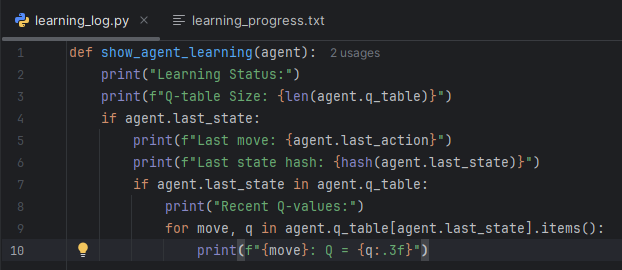 learning_log.py × learning_progress.txt
1 def show_agent_learning(agent): 2 usages
2 print("Learning Status:")
3 print(f"Q-table Size: {len(agent.q_table)}")
4 if agent.last_state:
5 print(f"Last move: {agent.last_action}")
6 print(f"Last state hash: {hash(agent.last_state)}")
7 if agent.last_state in agent.q_table:
8 print("Recent Q-values:")
9 for move, q in agent.q_table[agent.last_state].items():
10 print(f"{move}: Q = {q:.3f}")